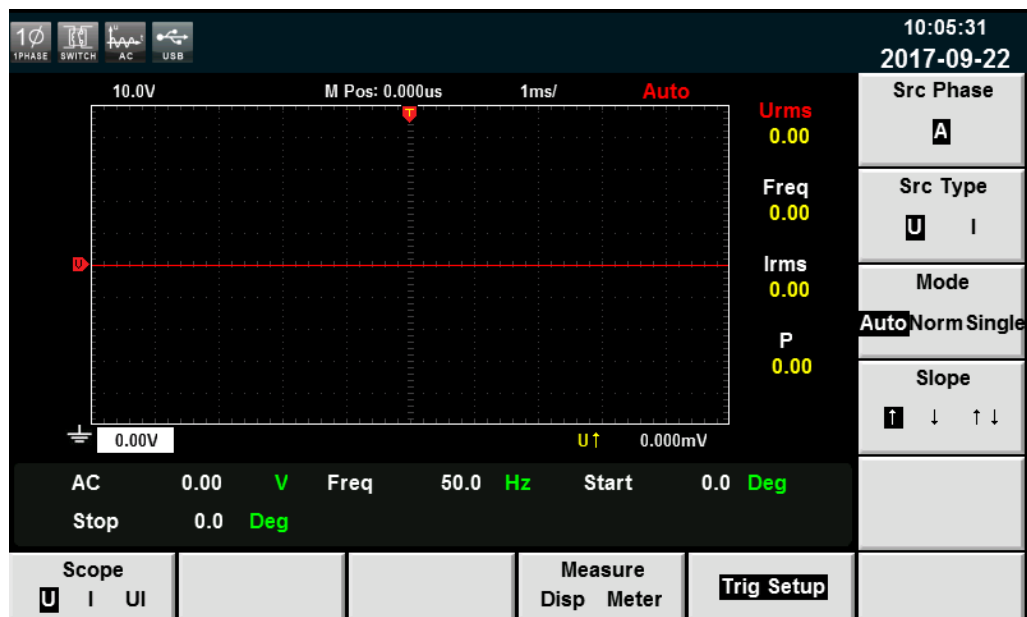 1Ø 1PHASE SWITCH U t AC USB
10:05:31
2017-09-22
10.0V M Pos: 0.000us 1ms/ Auto
T
U
Urms
0.00
Freq
0.00
Irms
0.00
P
0.00
0.00V U↑ 0.000mV
AC 0.00 V Freq 50.0 Hz Start 0.0 Deg
Stop 0.0 Deg
Src Phase
A
Src Type
U I
Mode
Auto Norm Single
Slope
↑ ↓ ↑↓
Scope
U I UI
Measure
Disp Meter
Trig Setup